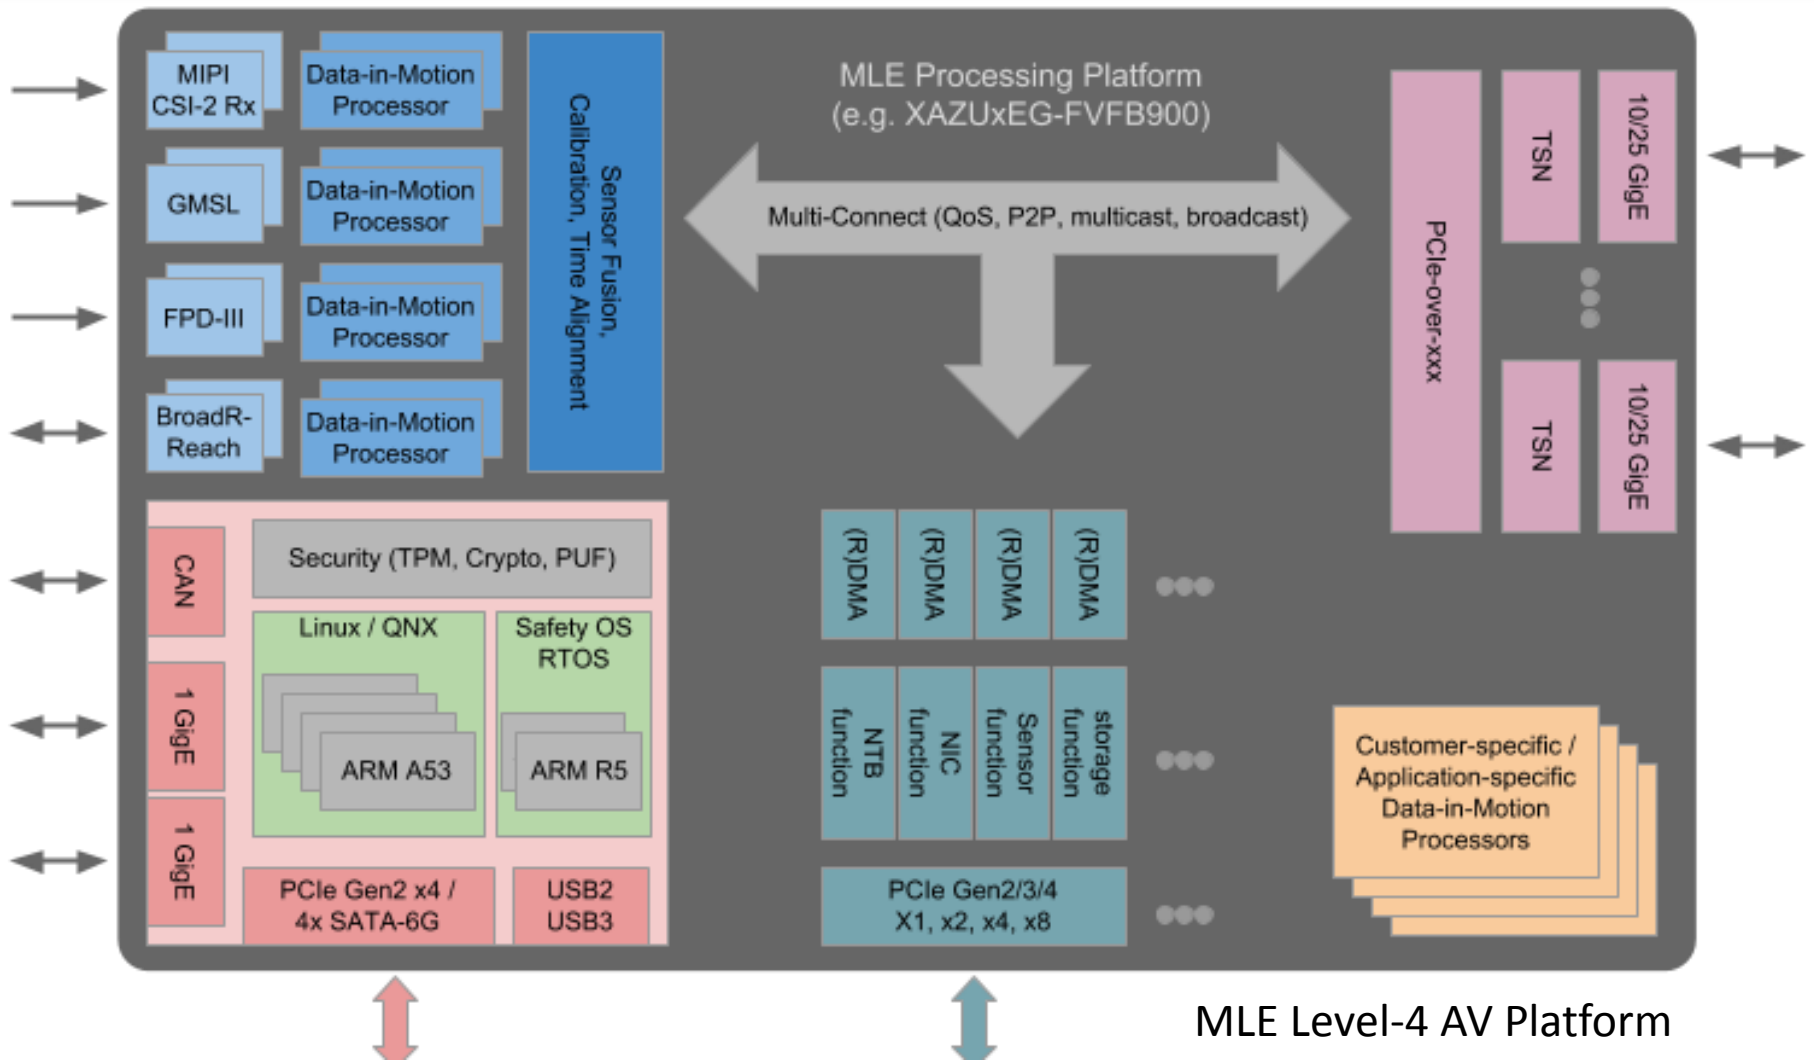 MIPI
CSI-2 Rx
Data-in-Motion
Processor
GMSL
Data-in-Motion
Processor
FPD-III
Data-in-Motion
Processor
BroadR-
Reach
Data-in-Motion
Processor
Sensor Fusion,
Calibration, Time Alignment
MLE Processing Platform
(e.g. XAZUxEG-FVFB900)
Multi-Connect (QoS, P2P, multicast, broadcast)
PCIe-over-xxx
TSN
10/25 GigE
TSN
10/25 GigE
CAN
1 GigE
1 GigE
Security (TPM, Crypto, PUF)
Linux / QNX
ARM A53
Safety OS
RTOS
ARM R5
PCIe Gen2 x4 /
4x SATA-6G
USB2
USB3
(R)DMA
(R)DMA
(R)DMA
(R)DMA
NTB
function
NIC
function
Sensor
function
storage
function
PCIe Gen2/3/4
X1, x2, x4, x8
Customer-specific /
Application-specific
Data-in-Motion
Processors
MLE Level-4 AV Platform